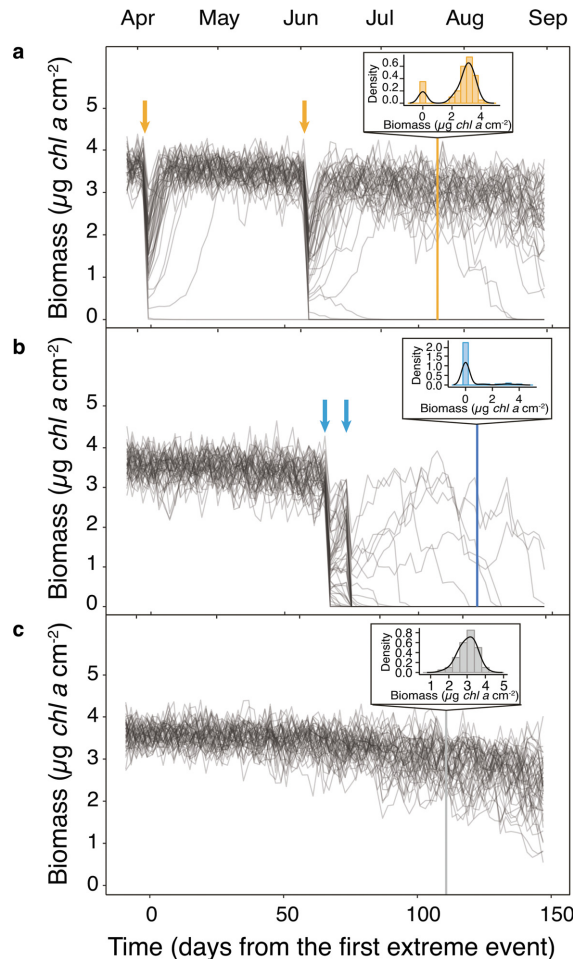 Apr May Jun Jul Aug Sep
a
Biomass (µg chl a cm-2)
5
4
3
2
1
0
Density
0.6
0.4
0.2
0.0
0 2 4
Biomass (µg chl a cm-2)
b
Biomass (µg chl a cm-2)
5
4
3
2
1
0
Density
2.0
1.5
1.0
0.5
0.0
0 2 4
Biomass (µg chl a cm-2)
c
Biomass (µg chl a cm-2)
5
4
3
2
1
0
Density
0.8
0.6
0.4
0.2
0.0
1 2 3 4 5
Biomass (µg chl a cm-2)
0 50 100 150
Time (days from the first extreme event)